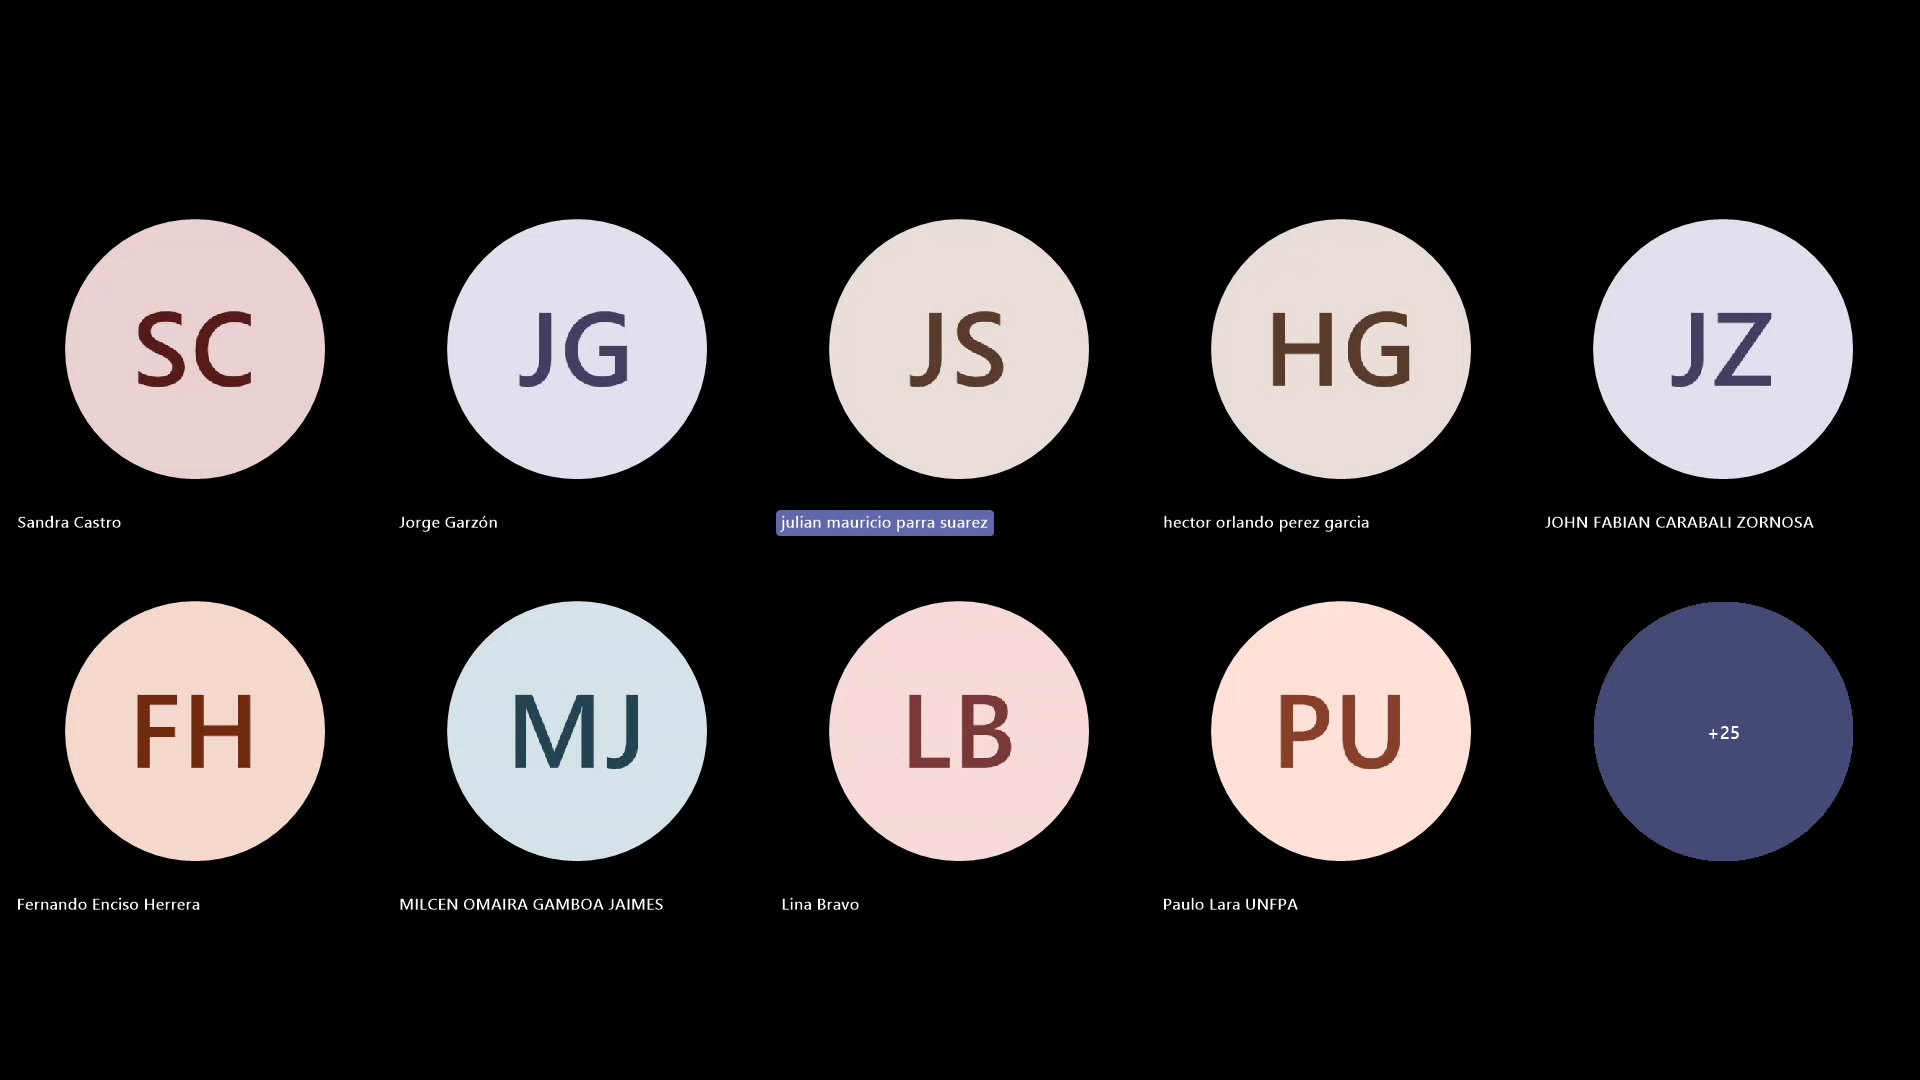 SC
JG
JS
HG
JZ
Sandra Castro
Jorge Garzón
julian mauricio parra suarez
hector orlando perez garcia
JOHN FABIAN CARABALI ZORNOSA
FH
MJ
LB
PU
+25
Fernando Enciso Herrera
MILCEN OMAIRA GAMBOA JAIMES
Lina Bravo
Paulo Lara UNFPA